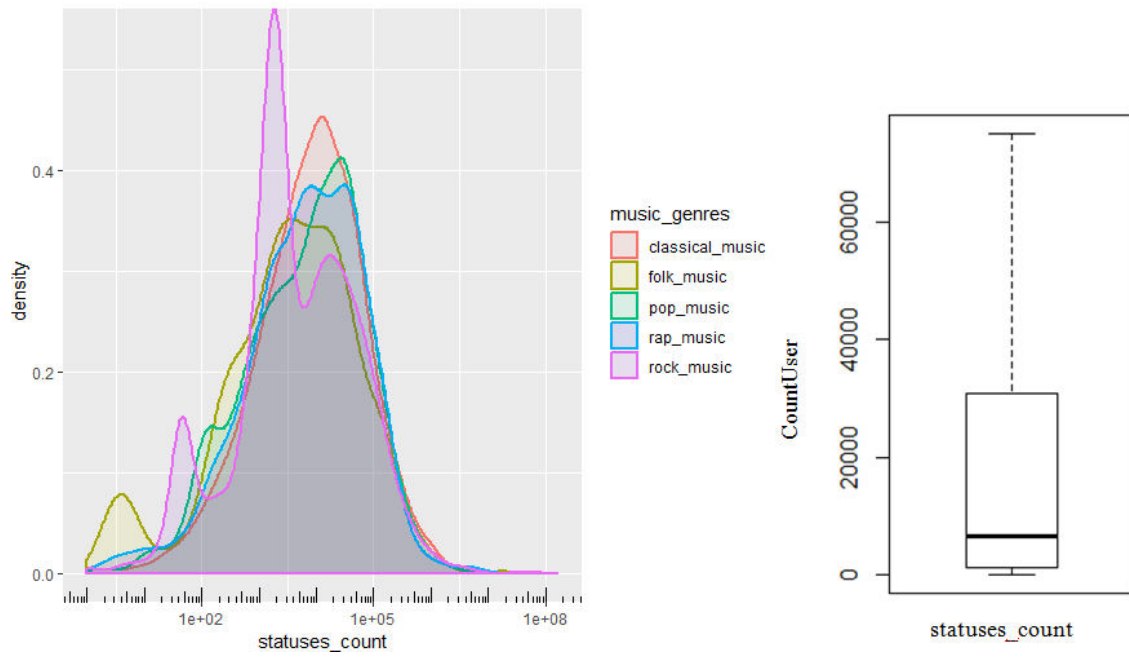 0.4
0.2
0.0
density
1e+02
1e+05
1e+08
statuses_count
music_genres
classical_music
folk_music
pop_music
rap_music
rock_music
CountUser
60000
40000
20000
0
statuses_count